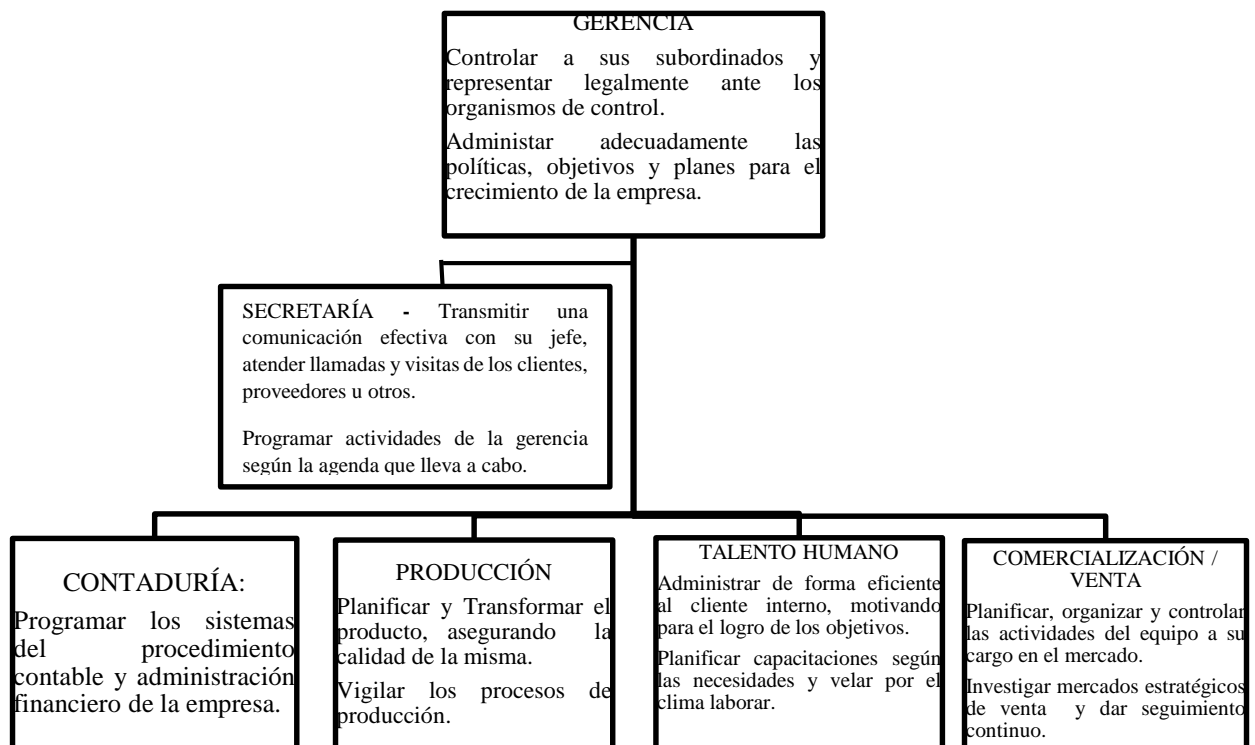 GERENCIA
Controlar a sus subordinados y
representar legalmente ante los
organismos de control.
Administar adecuadamente las
políticas, objetivos y planes para el
crecimiento de la empresa.
SECRETARÍA - Transmitir una
comunicación efectiva con su jefe,
atender llamadas y visitas de los clientes,
proveedores u otros.
Programar actividades de la gerencia
según la agenda que lleva a cabo.
CONTADURÍA:
Programar los sistemas
del procedimiento
contable y administración
financiero de la empresa.
PRODUCCIÓN
Planificar y Transformar el
producto, asegurando la
calidad de la misma.
Vigilar los procesos de
producción.
TALENTO HUMANO
Administrar de forma eficiente
al cliente interno, motivando
para el logro de los objetivos.
Planificar capacitaciones según
las necesidades y velar por el
clima laborar.
COMERCIALIZACIÓN /
VENTA
Planificar, organizar y controlar
las actividades del equipo a su
cargo en el mercado.
Investigar mercados estratégicos
de venta y dar seguimiento
continuo.